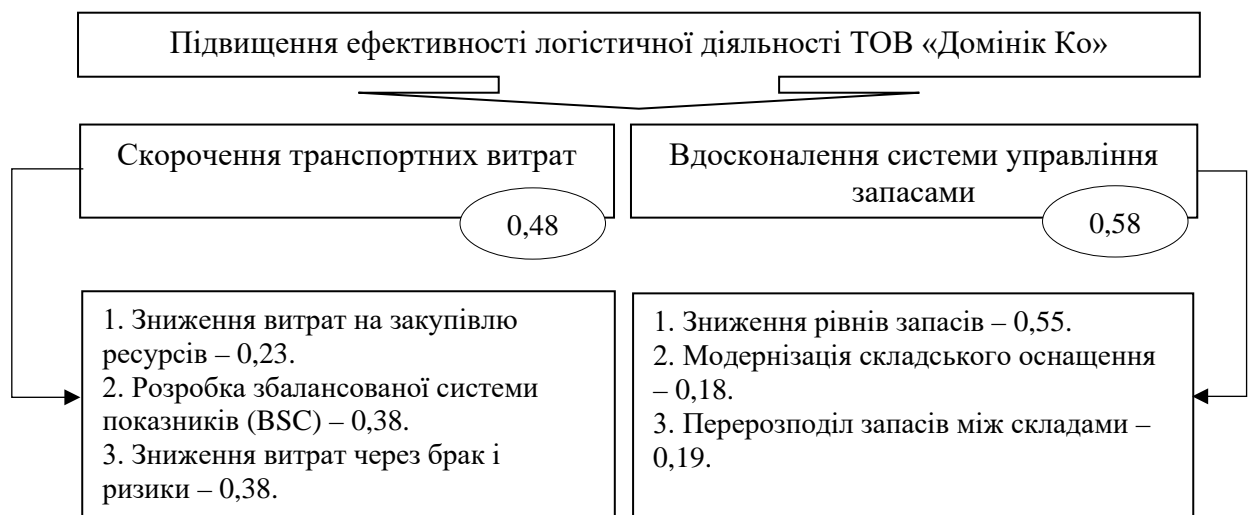 Підвищення ефективності логістичної діяльності ТОВ «Домінік Ко»
Скорочення транспортних витрат
0,48
Вдосконалення системи управління
запасами
0,58
1. Зниження витрат на закупівлю
ресурсів – 0,23.
2. Розробка збалансованої системи
показників (BSC) – 0,38.
3. Зниження витрат через брак і
ризики – 0,38.
1. Зниження рівнів запасів – 0,55.
2. Модернізація складського оснащення
– 0,18.
3. Перерозподіл запасів між складами –
0,19.